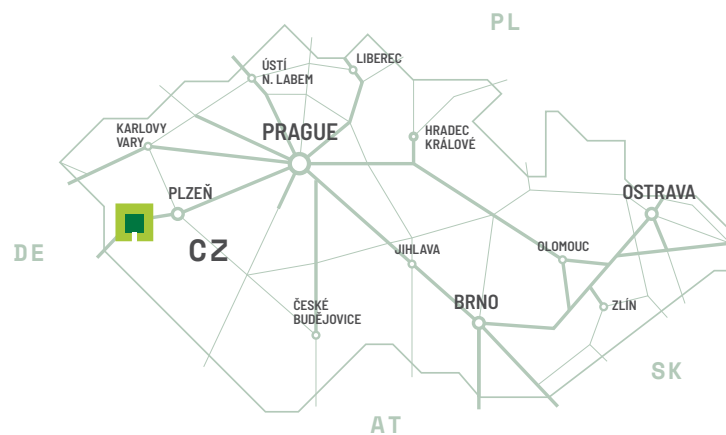 PL
ÚSTÍ
N. LABEM
LIBEREC
KARLOVY
VARY
PRAGUE
HRADEC
KRÁLOVÉ
PLZEŇ
OSTRAVA
DE
CZ
JIHLAVA
OLOMOUC
ČESKÉ
BUDĚJOVICE
BRNO
ZLÍN
SK
AT